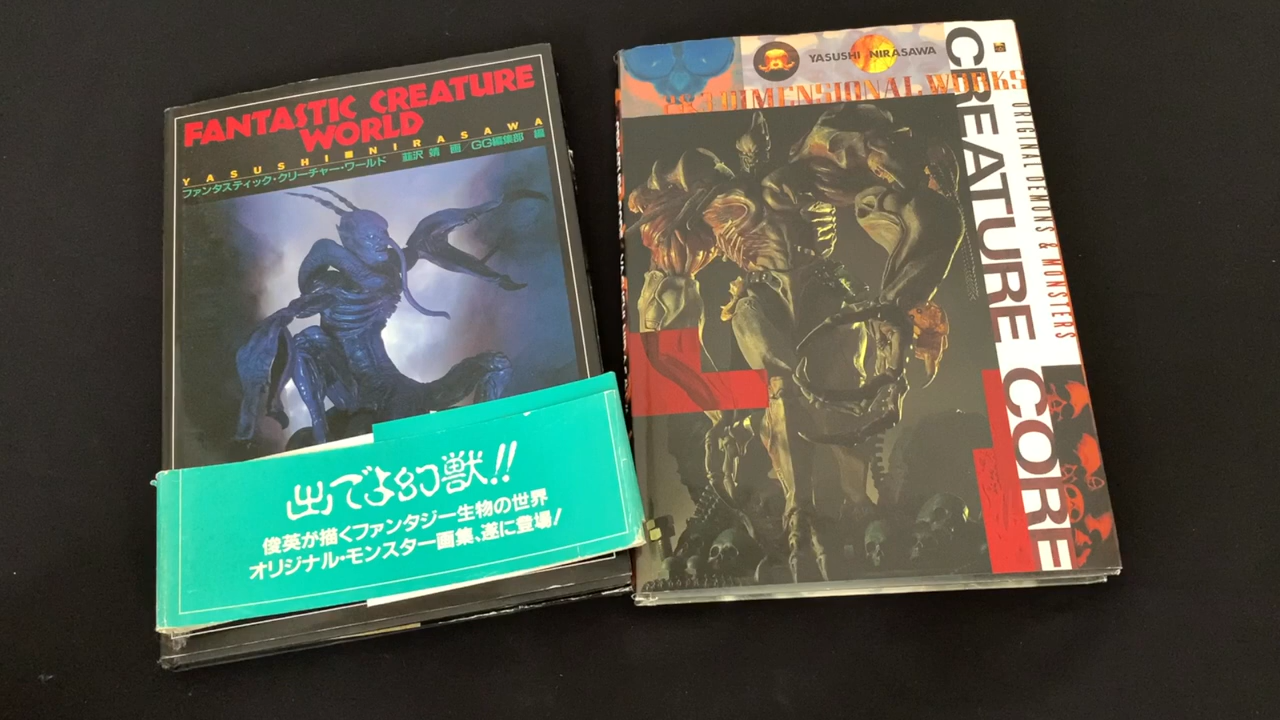 FANTASTIC CREATURE
WORLD
YASUSHI NIRASAWA
ファンタスティック・クリーチャー・ワールド 韮沢 靖 画/GG編集部 編
出でよ幻獣!!
俊英が描くファンタジー生物の世界
オリジナル・モンスター画集、遂に登場!
YASUSHI NIRASAWA
2&3 DIMENSIONAL WORKS
CREATURE CORE
ORIGINAL DEMONS & MONSTERS